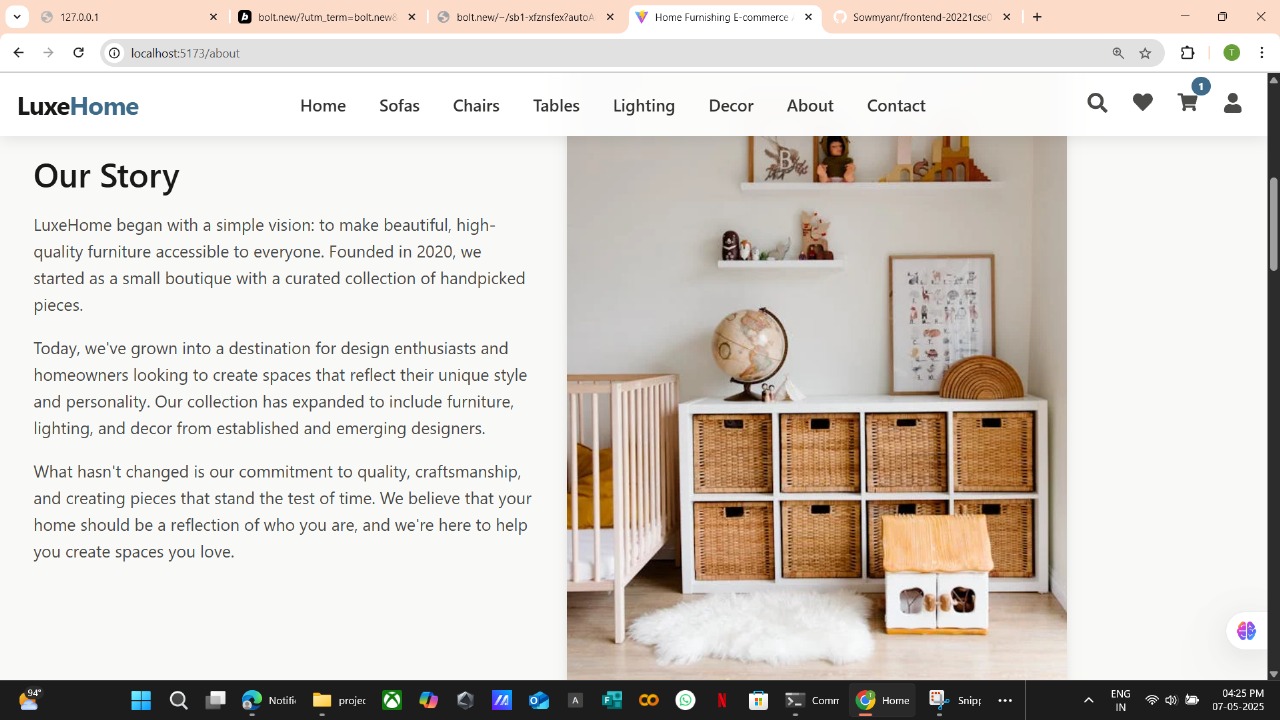 127.0.0.1
bolt.new/?utm_term=bolt.new8
bolt.new/~/sb1-xfznsfex?autoA
Home Furnishing E-commerce
Sowmyanr/frontend-20221cse
localhost:5173/about
T
LuxeHome
Home
Sofas
Chairs
Tables
Lighting
Decor
About
Contact
1
B
Our Story
LuxeHome began with a simple vision: to make beautiful, high-
quality furniture accessible to everyone. Founded in 2020, we
started as a small boutique with a curated collection of handpicked
pieces.
Today, we've grown into a destination for design enthusiasts and
homeowners looking to create spaces that reflect their unique style
and personality. Our collection has expanded to include furniture,
lighting, and decor from established and emerging designers.
What hasn't changed is our commitment to quality, craftsmanship,
and creating pieces that stand the test of time. We believe that your
home should be a reflection of who you are, and we're here to help
you create spaces you love.
94°
Notific
projec
Comm
Home
Snipp
ENG
IN
04:25 PM
07-05-2025